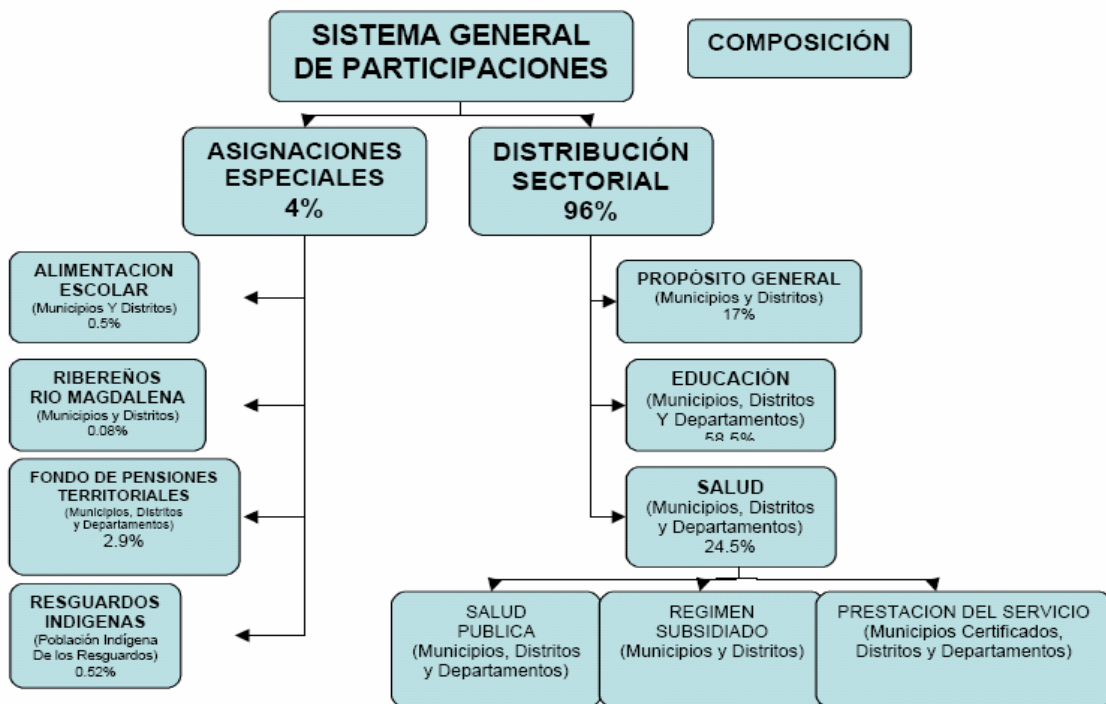 SISTEMA GENERAL
DE PARTICIPACIONES
COMPOSICIÓN
ASIGNACIONES
ESPECIALES
4%
DISTRIBUCIÓN
SECTORIAL
96%
ALIMENTACION
ESCOLAR
(Municipios Y Distritos)
0.5%
RIBEREÑOS
RIO MAGDALENA
(Municipios y Distritos)
0.08%
FONDO DE PENSIONES
TERRITORIALES
(Municipios, Distritos
y Departamentos)
2.9%
RESGUARDOS
INDIGENAS
(Población Indígena
De los Resguardos)
0.52%
PROPÓSITO GENERAL
(Municipios y Distritos)
17%
EDUCACIÓN
(Municipios, Distritos
Y Departamentos)
58.5%
SALUD
(Municipios, Distritos
y Departamentos)
24.5%
SALUD
PUBLICA
(Municipios, Distritos
y Departamentos)
REGIMEN
SUBSIDIADO
(Municipios y Distritos)
PRESTACION DEL SERVICIO
(Municipios Certificados,
Distritos y Departamentos)